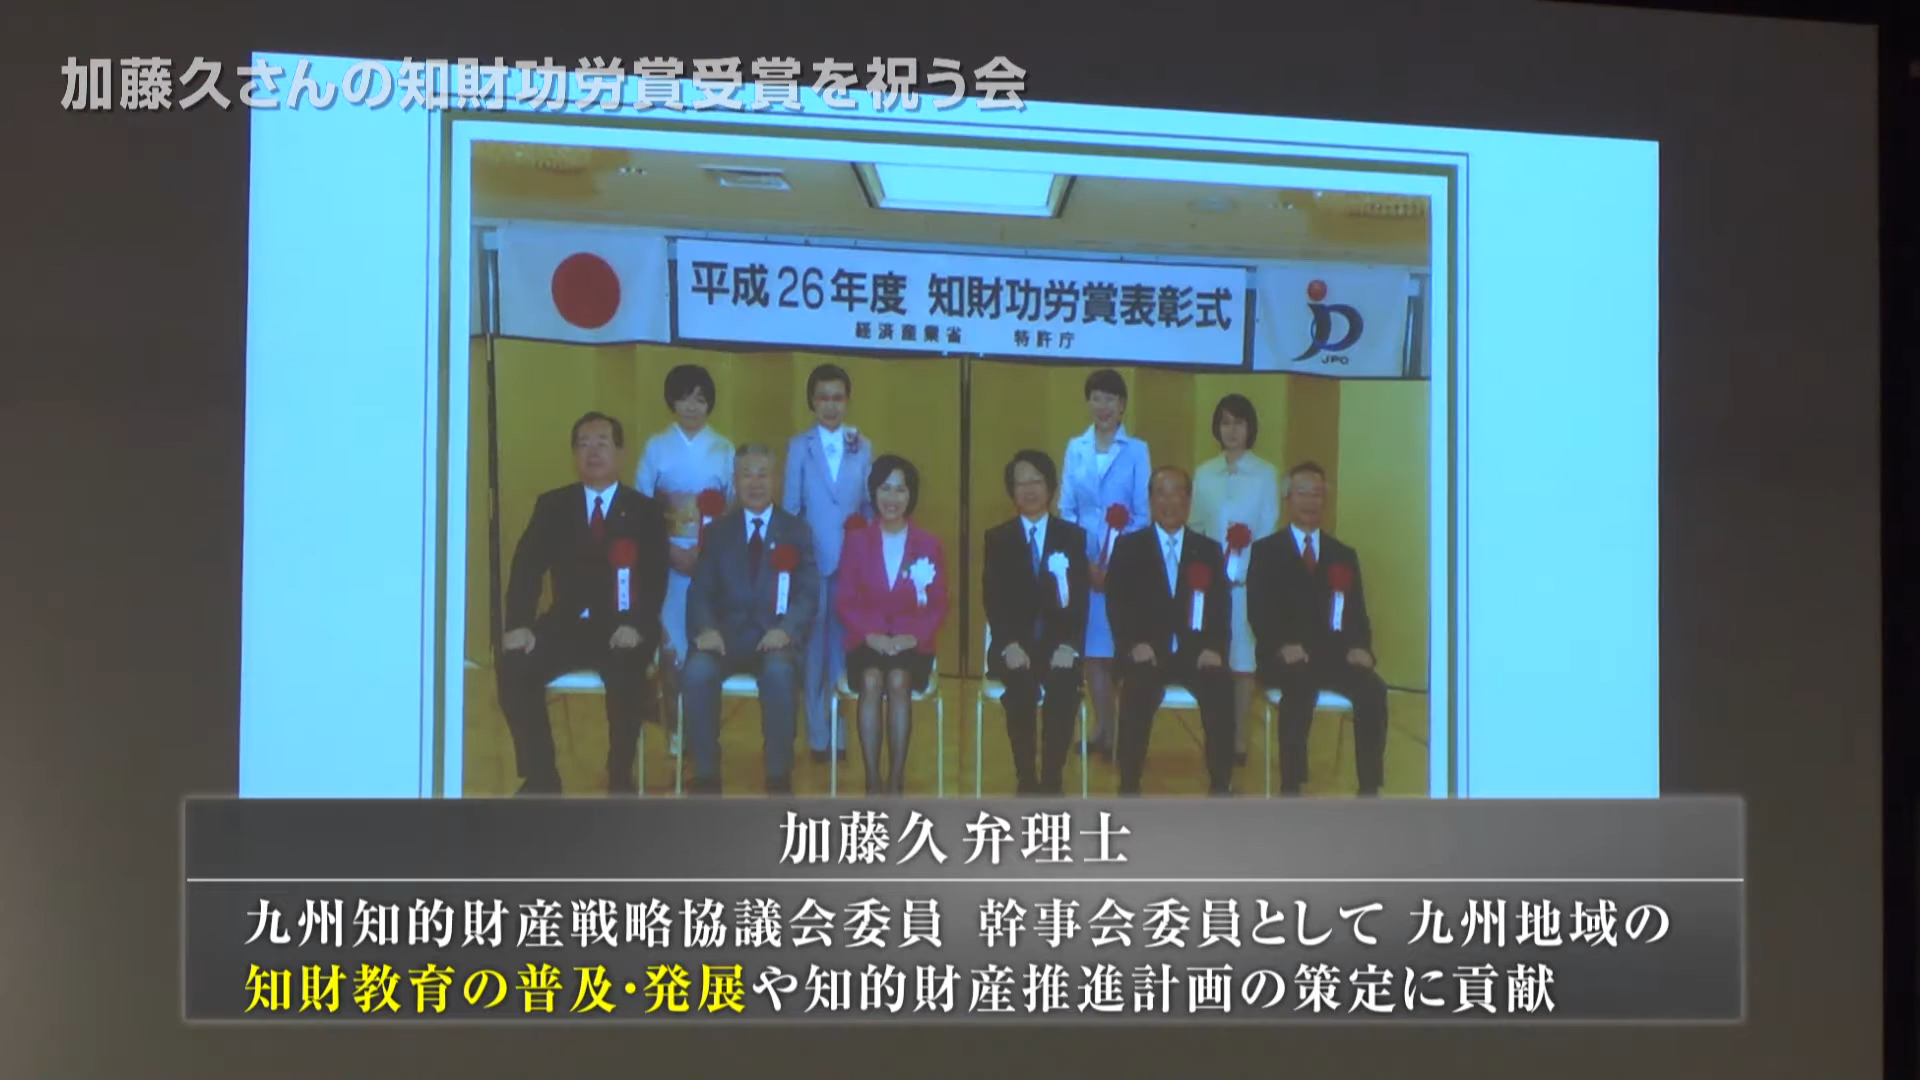 加藤久さんの知財功労賞受賞を祝う会
平成26年度 知財功労賞表彰式
経済産業省 特許庁
JPO
加藤久 弁理士
九州知的財産戦略協議会委員 幹事会委員として 九州地域の
知財教育の普及・発展や知的財産推進計画の策定に貢献